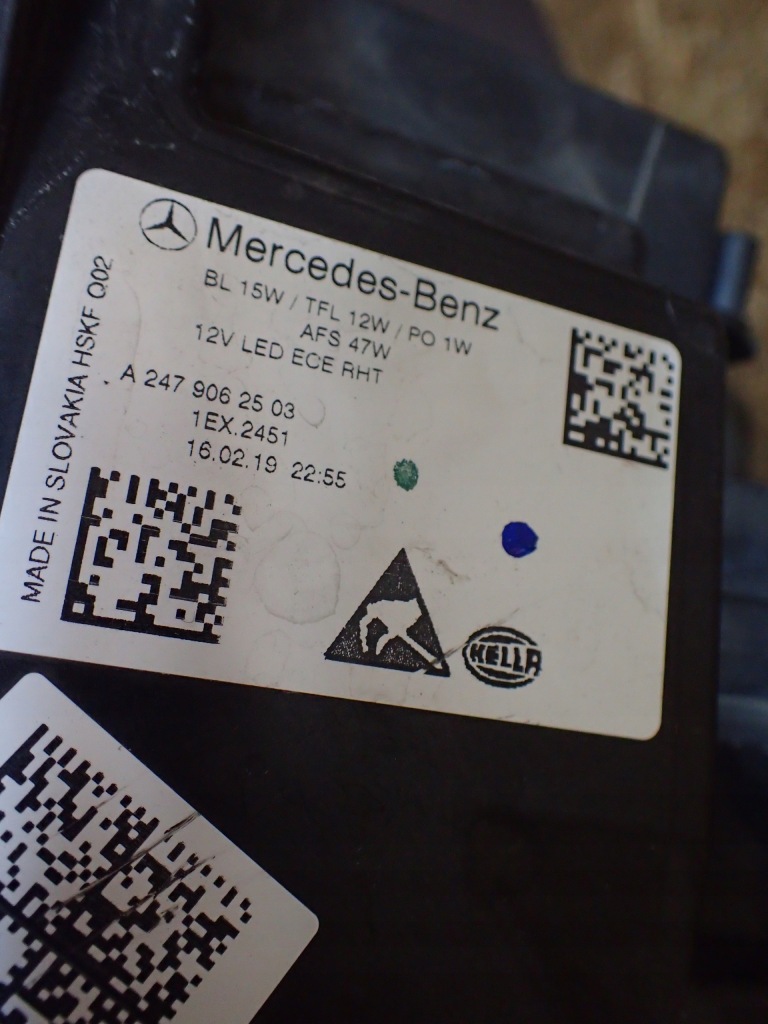 Mercedes-Benz
BL 15W / TFL 12W / PO 1W
AFS 47W
12V LED ECE RHT
A 247 906 25 03
1EX.2451
16.02.19 22:55
MADE IN SLOVAKIA HSKF Q02
HELLA